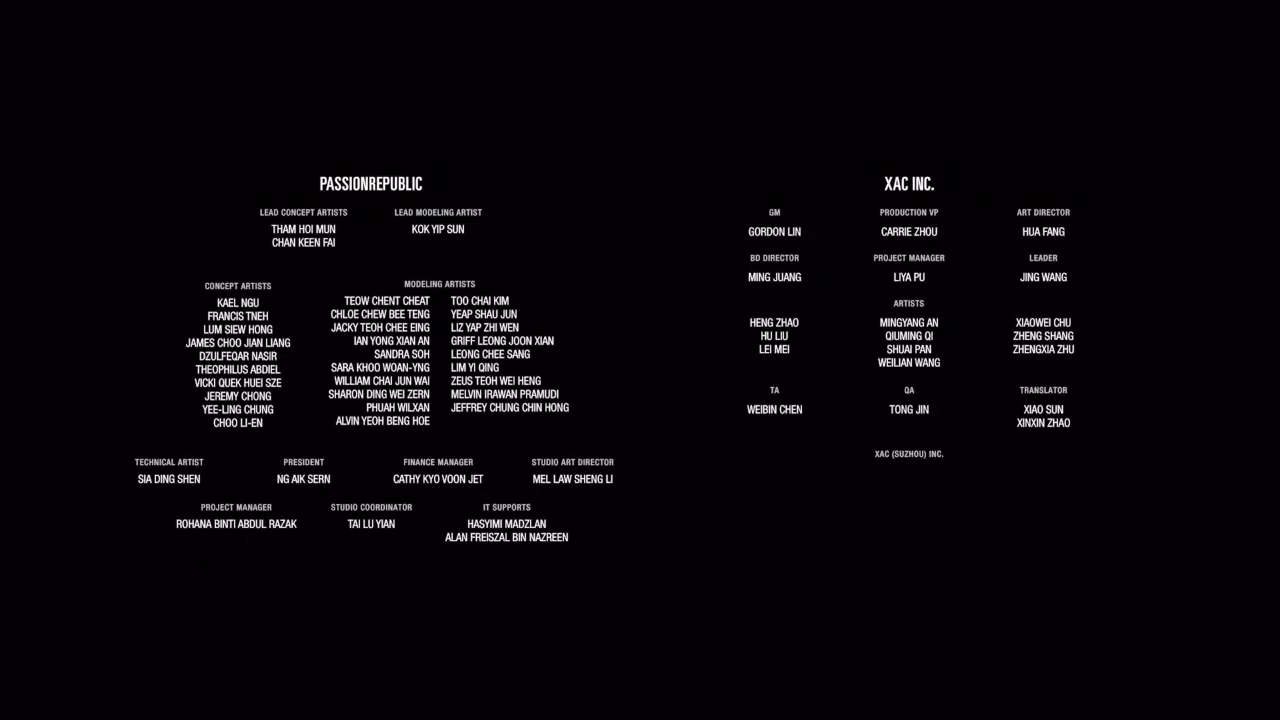 PASSIONREPUBLIC
LEAD CONCEPT ARTISTS
THAM HOI MUN
CHAN KEEN FAI
LEAD MODELING ARTIST
KOK YIP SUN
CONCEPT ARTISTS
KAEL NGU
FRANCIS TNEH
LUM SIEW HONG
JAMES CHOO JIAN LIANG
DZULFEQAR NASIR
THEOPHILUS ABDIEL
VICKI QUEK HUEI SZE
JEREMY CHONG
YEE-LING CHUNG
CHOO LI-EN
MODELING ARTISTS
TEOW CHENT CHEAT
CHLOE CHEW BEE TENG
JACKY TEOH CHEE EING
IAN YONG XIAN AN
SANDRA SOH
SARA KHOO WOAN-YNG
WILLIAM CHAI JUN WAI
SHARON DING WEI ZERN
PHUAH WILXAN
ALVIN YEOH BENG HOE
TOO CHAI KIM
YEAP SHAU JUN
LIZ YAP ZHI WEN
GRIFF LEONG JOON XIAN
LEONG CHEE SANG
LIM YI QING
ZEUS TEOH WEI HENG
MELVIN IRAWAN PRAMUDI
JEFFREY CHUNG CHIN HONG
TECHNICAL ARTIST
SIA DING SHEN
PRESIDENT
NG AIK SERN
FINANCE MANAGER
CATHY KYO VOON JET
STUDIO ART DIRECTOR
MEL LAW SHENG LI
PROJECT MANAGER
ROHANA BINTI ABDUL RAZAK
STUDIO COORDINATOR
TAI LU YIAN
IT SUPPORTS
HASYIMI MADZLAN
ALAN FREISZAL BIN NAZREEN
XAC INC.
GM
GORDON LIN
PRODUCTION VP
CARRIE ZHOU
ART DIRECTOR
HUA FANG
BD DIRECTOR
MING JUANG
PROJECT MANAGER
LIYA PU
LEADER
JING WANG
ARTISTS
HENG ZHAO
HU LIU
LEI MEI
MINGYANG AN
QIUMING QI
SHUAI PAN
WEILIAN WANG
XIAOWEI CHU
ZHENG SHANG
ZHENGXIA ZHU
TA
WEIBIN CHEN
QA
TONG JIN
TRANSLATOR
XIAO SUN
XINXIN ZHAO
XAC (SUZHOU) INC.